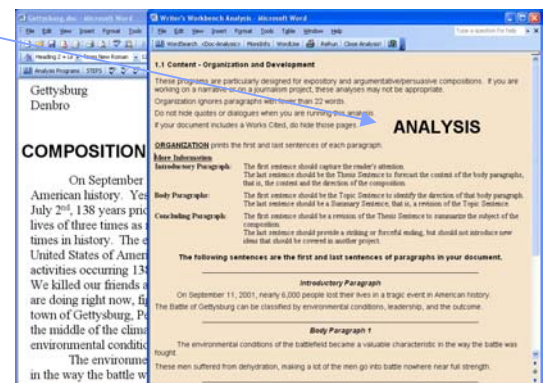 Gettysburg.doc - Microsoft Word
File Edit View Insert Format Tools
Heading 2 + Le
Times New Roman
Analysis Programs STEPS
Gettysburg
Denbro
COMPOSITION
On September
American history. Yes
July 2nd, 138 years prio
lives of three times as
times in history. The e
United States of Amer
activities occurring 13
We killed our friends a
are doing right now, fi
town of Gettysburg, Pe
the middle of the clima
environmental conditio
The environme
in the way the battle w
Writer's Workbench Analysis - Microsoft Word
File Edit View Insert Format Tools Table Window Help
Type a question for help
WordSearch <Doc Analysis> MoreInfo WordUse Refresh Close Analysis!
1.1 Content - Organization and Development
These programs are particularly designed for expository and argumentative/persuasive compositions. If you are
working on a narrative or on a journalism project, these analyses may not be appropriate.
Organization ignores paragraphs with fewer than 22 words.
Do not hide quotes or dialogues when you are running this analysis.
If your document includes a Works Cited, do hide those pages.
ANALYSIS
ORGANIZATION prints the first and last sentences of each paragraph.
More Information
Introductory Paragraph: The first sentence should capture the reader's attention.
The last sentence should be the Thesis Sentence to forecast the content of the body paragraphs,
that is, the content and the direction of the composition.
Body Paragraphs: The first sentence should be the Topic Sentence to identify the direction of that body paragraph.
The last sentence should be a Summary Sentence, that is, a revision of the Topic Sentence.
Concluding Paragraph: The first sentence should be a revision of the Thesis Sentence to summarize the subject of the
composition.
The last sentence should provide a striking or forceful ending, but should not introduce new
ideas that should be covered in another project.
The following sentences are the first and last sentences of paragraphs in your document.
Introductory Paragraph
On September 11, 2001, nearly 6,000 people lost their lives in a tragic event in American history.
The Battle of Gettysburg can be classified by environmental conditions, leadership, and the outcome.
Body Paragraph 1
The environmental conditions of the battlefield became a valuable characteristic in the way the battle was
fought.
These men suffered from dehydration, making a lot of the men go into battle nowhere near full strength.